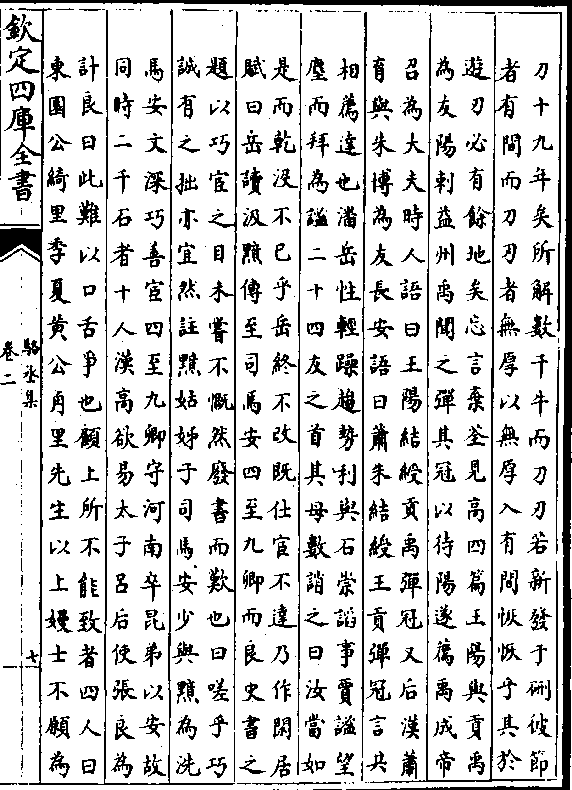 刀十九年矣所解數千牛而刀刃若新發于硎彼節
者有間而刀刃者無厚以無厚入有間恢恢乎其於
遊刃必有餘地矣忘言棄荃見高四篇王陽與貢禹
為友陽刺益州禹聞之彈其冠以待陽遂薦禹成帝
召為大夫時人語曰王陽結綬貢禹彈冠又后漢蕭
有與朱博為友長安語曰蕭朱結綬王貢彈冠言其
相薦達也潘岳性輕躁趨勢利與石崇謟事賈謐望
塵而拜為謐二十四友之首其母數誚之曰汝當如
是而乾没不已乎岳終不改既仕宦不達乃作閑居
賦曰岳讀汲黯傳至司馬安四至九卿而良史書之
題以巧宦之目未嘗不慨然廢書而歎也曰嗟乎巧
誠有之拙亦宜然註黯姑姊子司馬安少與黯為洗
馬安文深巧善宦四至九卿守河南卒昆弟以安故
同時二千石者十人漢高欲易太子吕后使張良為
計良曰此難以口舌爭也顧上所不能致者四人曰
東園公綺里季夏黄公角里先生以上嫚士不願為
欽定四庫全書
駱丞集
卷二
七